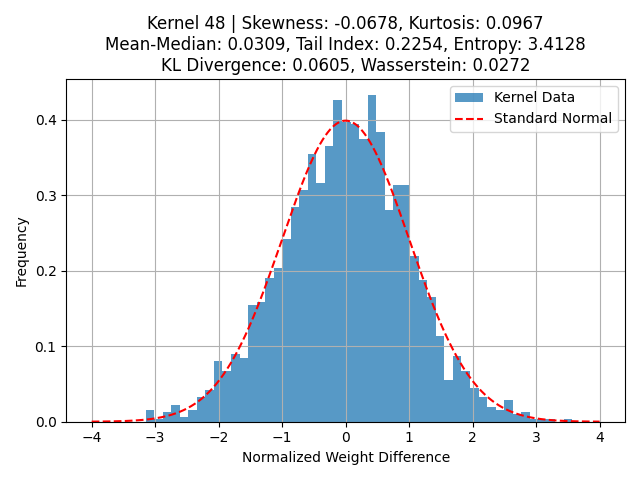 Kernel 48 | Skewness: -0.0678, Kurtosis: 0.0967
Mean-Median: 0.0309, Tail Index: 0.2254, Entropy: 3.4128
KL Divergence: 0.0605, Wasserstein: 0.0272
Kernel Data
Standard Normal
Frequency
0.4
0.3
0.2
0.1
0.0
−4 −3 −2 −1 0 1 2 3 4
Normalized Weight Difference